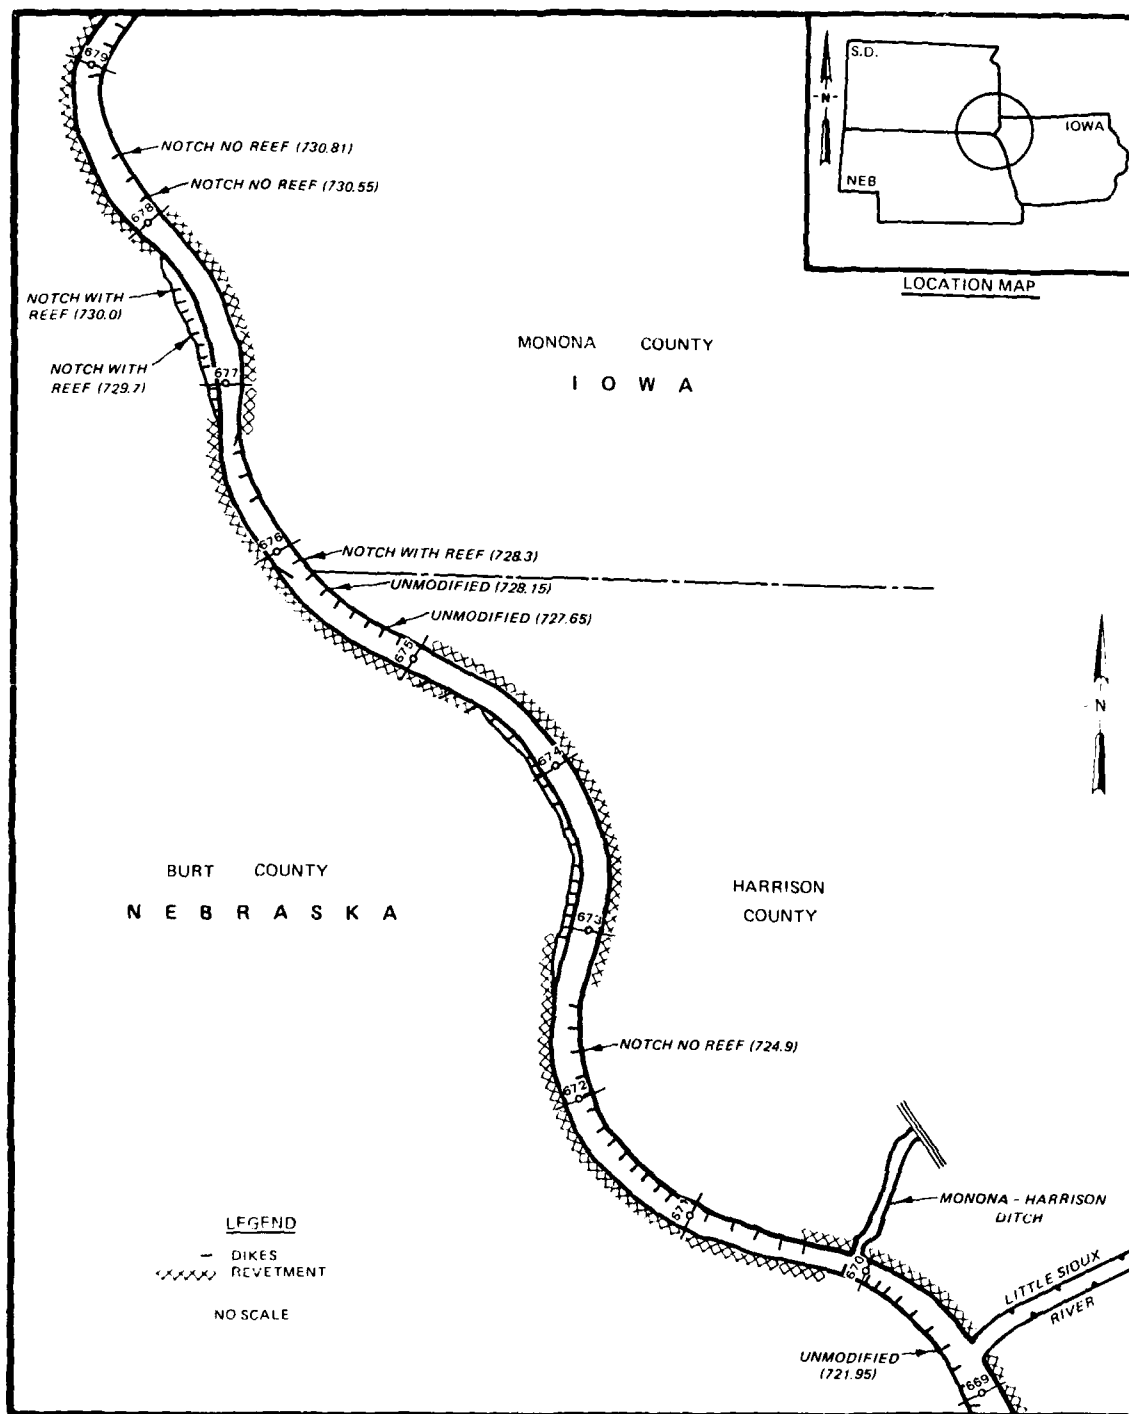 S.D.
-N-
IOWA
NEB
LOCATION MAP
679
NOTCH NO REEF (730.81)
NOTCH NO REEF (730.55)
678
NOTCH WITH
REEF (730.0)
NOTCH WITH
REEF (729.7)
677
MONONA COUNTY
IOWA
676
NOTCH WITH REEF (728.3)
UNMODIFIED (728.15)
UNMODIFIED (727.65)
675
N
674
BURT COUNTY
NEBRASKA
HARRISON
COUNTY
673
NOTCH NO REEF (724.9)
672
671
MONONA - HARRISON
DITCH
LEGEND
DIKES
REVETMENT
NO SCALE
670
LITTLE SIOUX
RIVER
UNMODIFIED
(721.95)
669